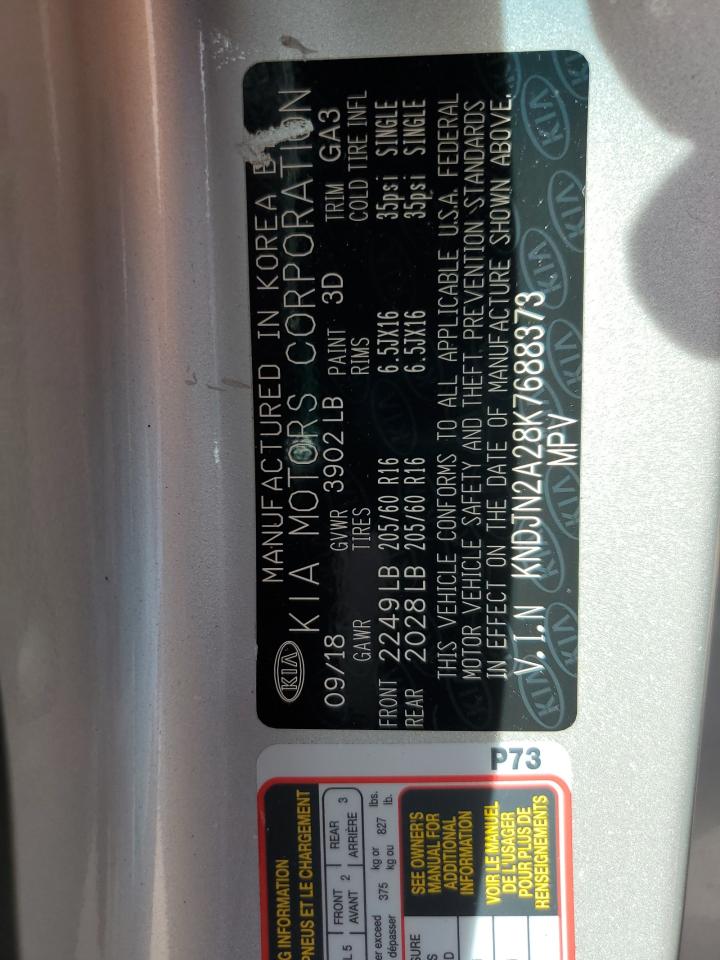 MANUFACTURED IN KOREA
KIA KIA MOTORS CORPORATION
09/18 GVWR 3902 LB PAINT 3D TRIM GA3
GAWR TIRES RIMS COLD TIRE INFL
FRONT 2249 LB 205/60 R16 6.5JX16 35psi SINGLE
REAR 2028 LB 205/60 R16 6.5JX16 35psi SINGLE
THIS VEHICLE CONFORMS TO ALL APPLICABLE U.S.A. FEDERAL
MOTOR VEHICLE SAFETY AND THEFT PREVENTION STANDARDS
IN EFFECT ON THE DATE OF MANUFACTURE SHOWN ABOVE.
V.I.N KNDJN2A28K7688373
MPV
P73
INFORMATION
PNEUS ET LE CHARGEMENT
5 FRONT 2 REAR 3
AVANT ARRIÈRE
exceed 375 kg or 827 lbs.
dépasser kg ou lb.
SEE OWNER'S
MANUAL FOR
ADDITIONAL
INFORMATION
VOIR LE MANUEL
DE L'USAGER
POUR PLUS DE
RENSEIGNEMENTS